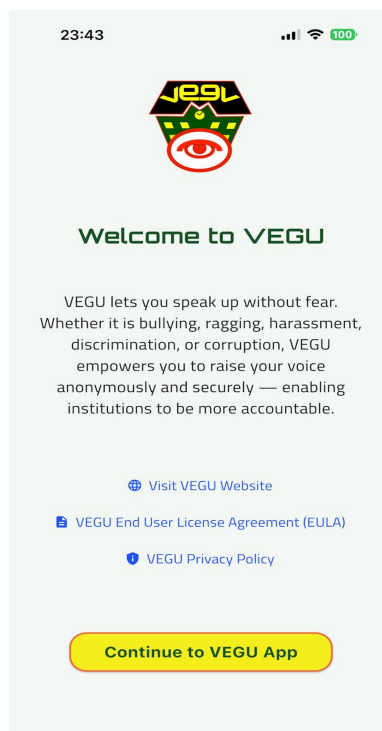 23:43
100
Welcome to VEGU
VEGU lets you speak up without fear.
Whether it is bullying, ragging, harassment,
discrimination, or corruption, VEGU
empowers you to raise your voice
anonymously and securely — enabling
institutions to be more accountable.
Visit VEGU Website
VEGU End User License Agreement (EULA)
VEGU Privacy Policy
Continue to VEGU App